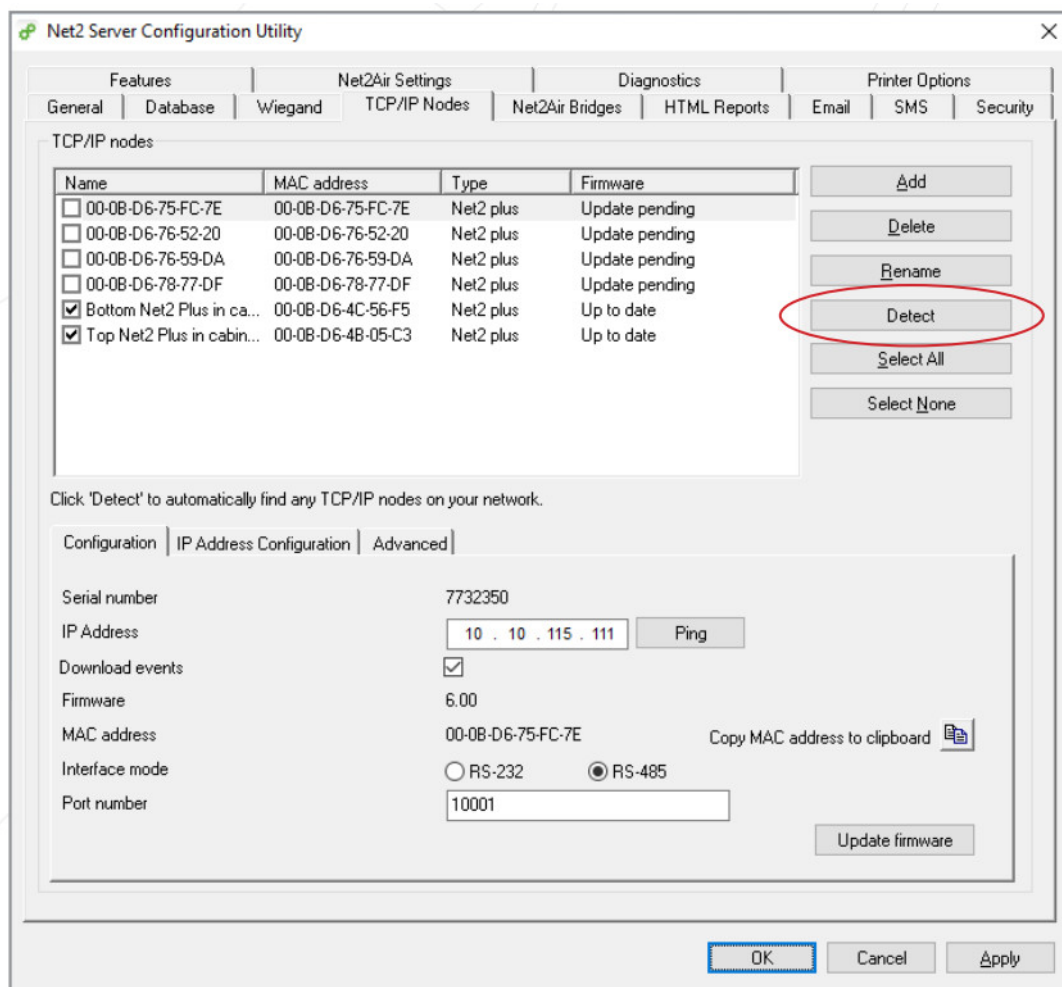 Net2 Server Configuration Utility
Features Net2Air Settings Diagnostics Printer Options
General Database Wiegand TCP/IP Nodes Net2Air Bridges HTML Reports Email SMS Security
TCP/IP nodes
Name MAC address Type Firmware
00-0B-D6-75-FC-7E 00-0B-D6-75-FC-7E Net2 plus Update pending
00-0B-D6-76-52-20 00-0B-D6-76-52-20 Net2 plus Update pending
00-0B-D6-76-59-DA 00-0B-D6-76-59-DA Net2 plus Update pending
00-0B-D6-78-77-DF 00-0B-D6-78-77-DF Net2 plus Update pending
Bottom Net2 Plus in ca... 00-0B-D6-4C-56-F5 Net2 plus Up to date
Top Net2 Plus in cabin... 00-0B-D6-4B-05-C3 Net2 plus Up to date
Add
Delete
Rename
Detect
Select All
Select None
Click 'Detect' to automatically find any TCP/IP nodes on your network.
Configuration IP Address Configuration Advanced
Serial number 7732350
IP Address 10 . 10 . 115 . 111 Ping
Download events
Firmware 6.00
MAC address 00-0B-D6-75-FC-7E Copy MAC address to clipboard
Interface mode RS-232 RS-485
Port number 10001
Update firmware
OK Cancel Apply